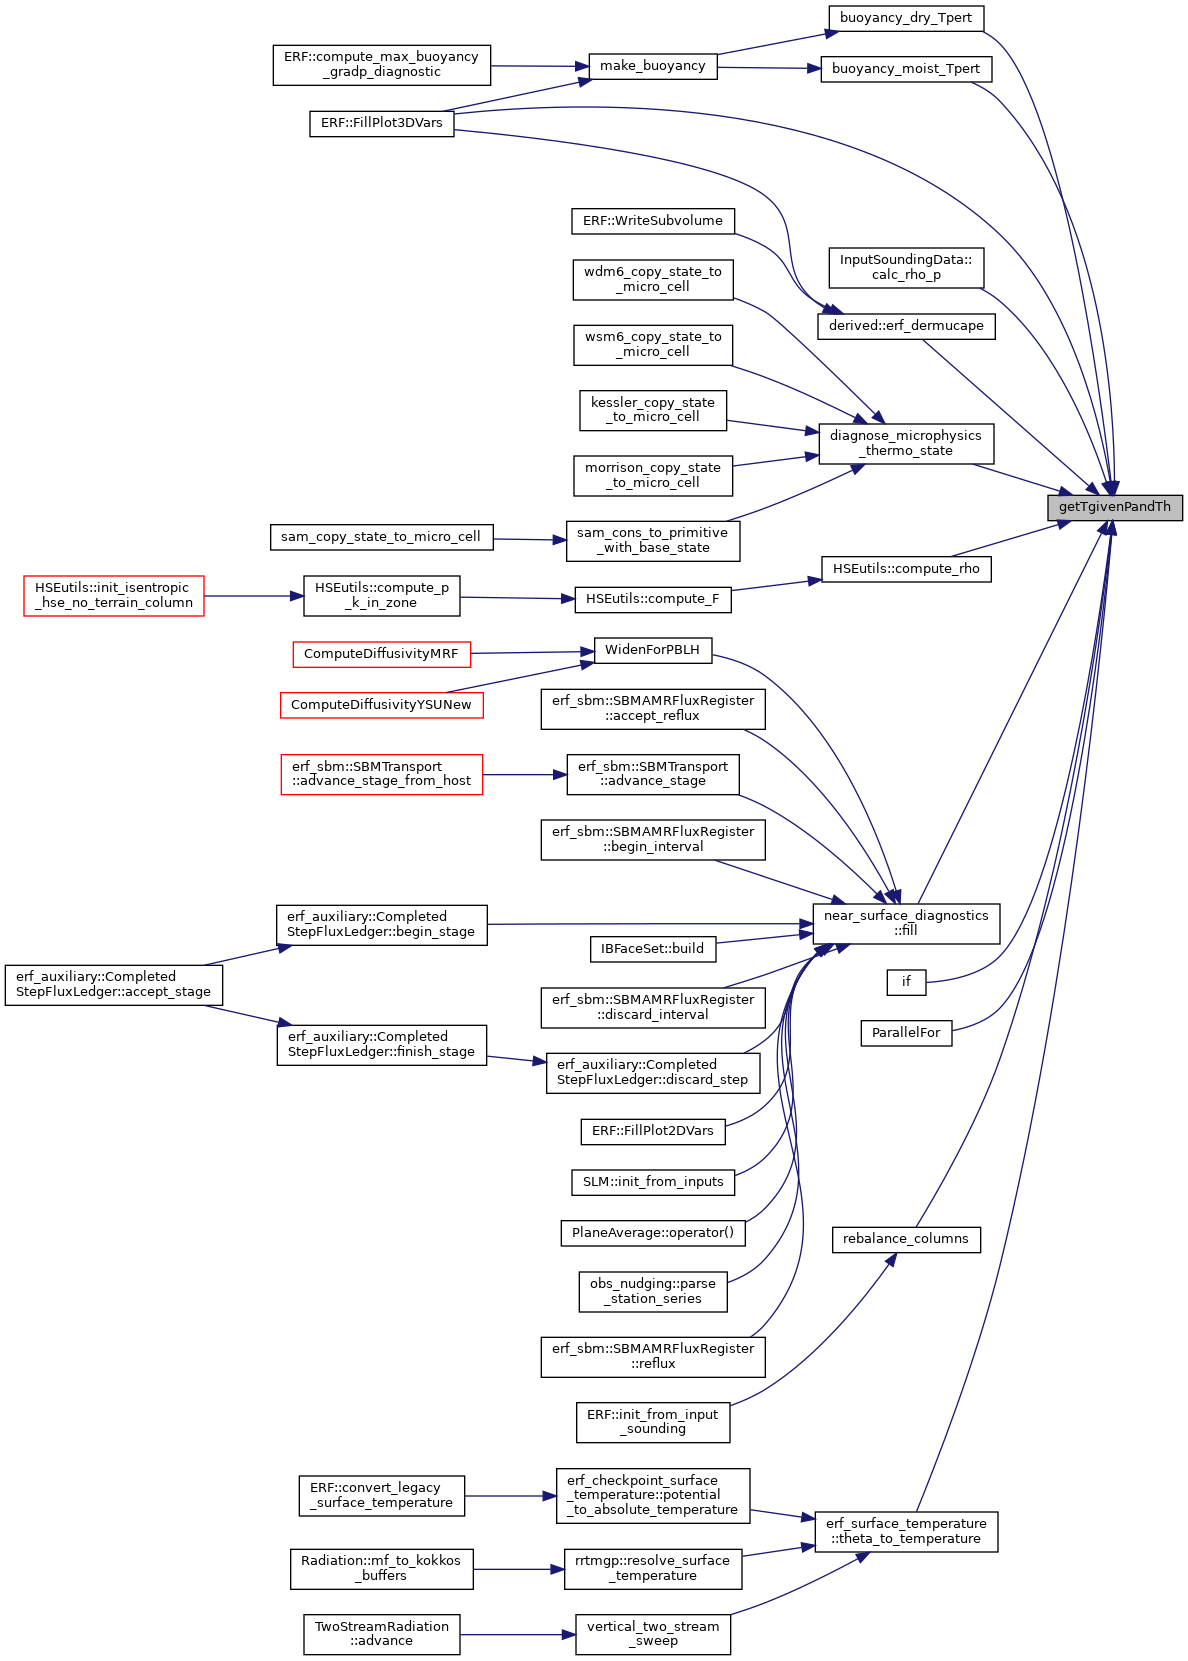 buoyancy_dry_Tpert
ERF::compute_max_buoyancy
_gradp_diagnostic
make_buoyancy
buoyancy_moist_Tpert
ERF::FillPlot3DVars
ERF::WriteSubvolume
InputSoundingData::
calc_rho_p
wdm6_copy_state_to
_micro_cell
derived::erf_dermucape
wsm6_copy_state_to
_micro_cell
kessler_copy_state
_to_micro_cell
diagnose_microphysics
_thermo_state
morrison_copy_state
_to_micro_cell
getTgivenPandTh
sam_copy_state_to_micro_cell
sam_cons_to_primitive
_with_base_state
HSEutils::compute_rho
HSEutils::init_isentropic
_hse_no_terrain_column
HSEutils::compute_p
_k_in_zone
HSEutils::compute_F
ComputeDiffusivityMRF
WidenForPBLH
ComputeDiffusivityYSUNew
erf_sbm::SBMAMRFluxRegister
::accept_reflux
erf_sbm::SBMTransport
::advance_stage_from_host
erf_sbm::SBMTransport
::advance_stage
erf_sbm::SBMAMRFluxRegister
::begin_interval
erf_auxiliary::Completed
StepFluxLedger::begin_stage
near_surface_diagnostics
::fill
IBFaceSet::build
erf_auxiliary::Completed
StepFluxLedger::accept_stage
if
erf_sbm::SBMAMRFluxRegister
::discard_interval
ParallelFor
erf_auxiliary::Completed
StepFluxLedger::finish_stage
erf_auxiliary::Completed
StepFluxLedger::discard_step
ERF::FillPlot2DVars
SLM::init_from_inputs
PlaneAverage::operator()
rebalance_columns
obs_nudging::parse
_station_series
erf_sbm::SBMAMRFluxRegister
::reflux
ERF::init_from_input
_sounding
ERF::convert_legacy
_surface_temperature
erf_checkpoint_surface
_temperature::potential
_to_absolute_temperature
erf_surface_temperature
::theta_to_temperature
Radiation::mf_to_kokkos
_buffers
rrtmgp::resolve_surface
_temperature
TwoStreamRadiation
::advance
vertical_two_stream
_sweep